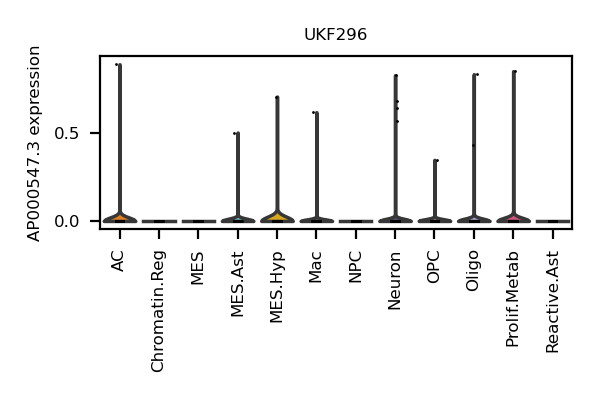 UKF296
AP000547.3 expression
0.5
0.0
AC
Chromatin.Reg
MES
MES.Ast
MES.Hyp
Mac
NPC
Neuron
OPC
Oligo
Prolif.Metab
Reactive.Ast